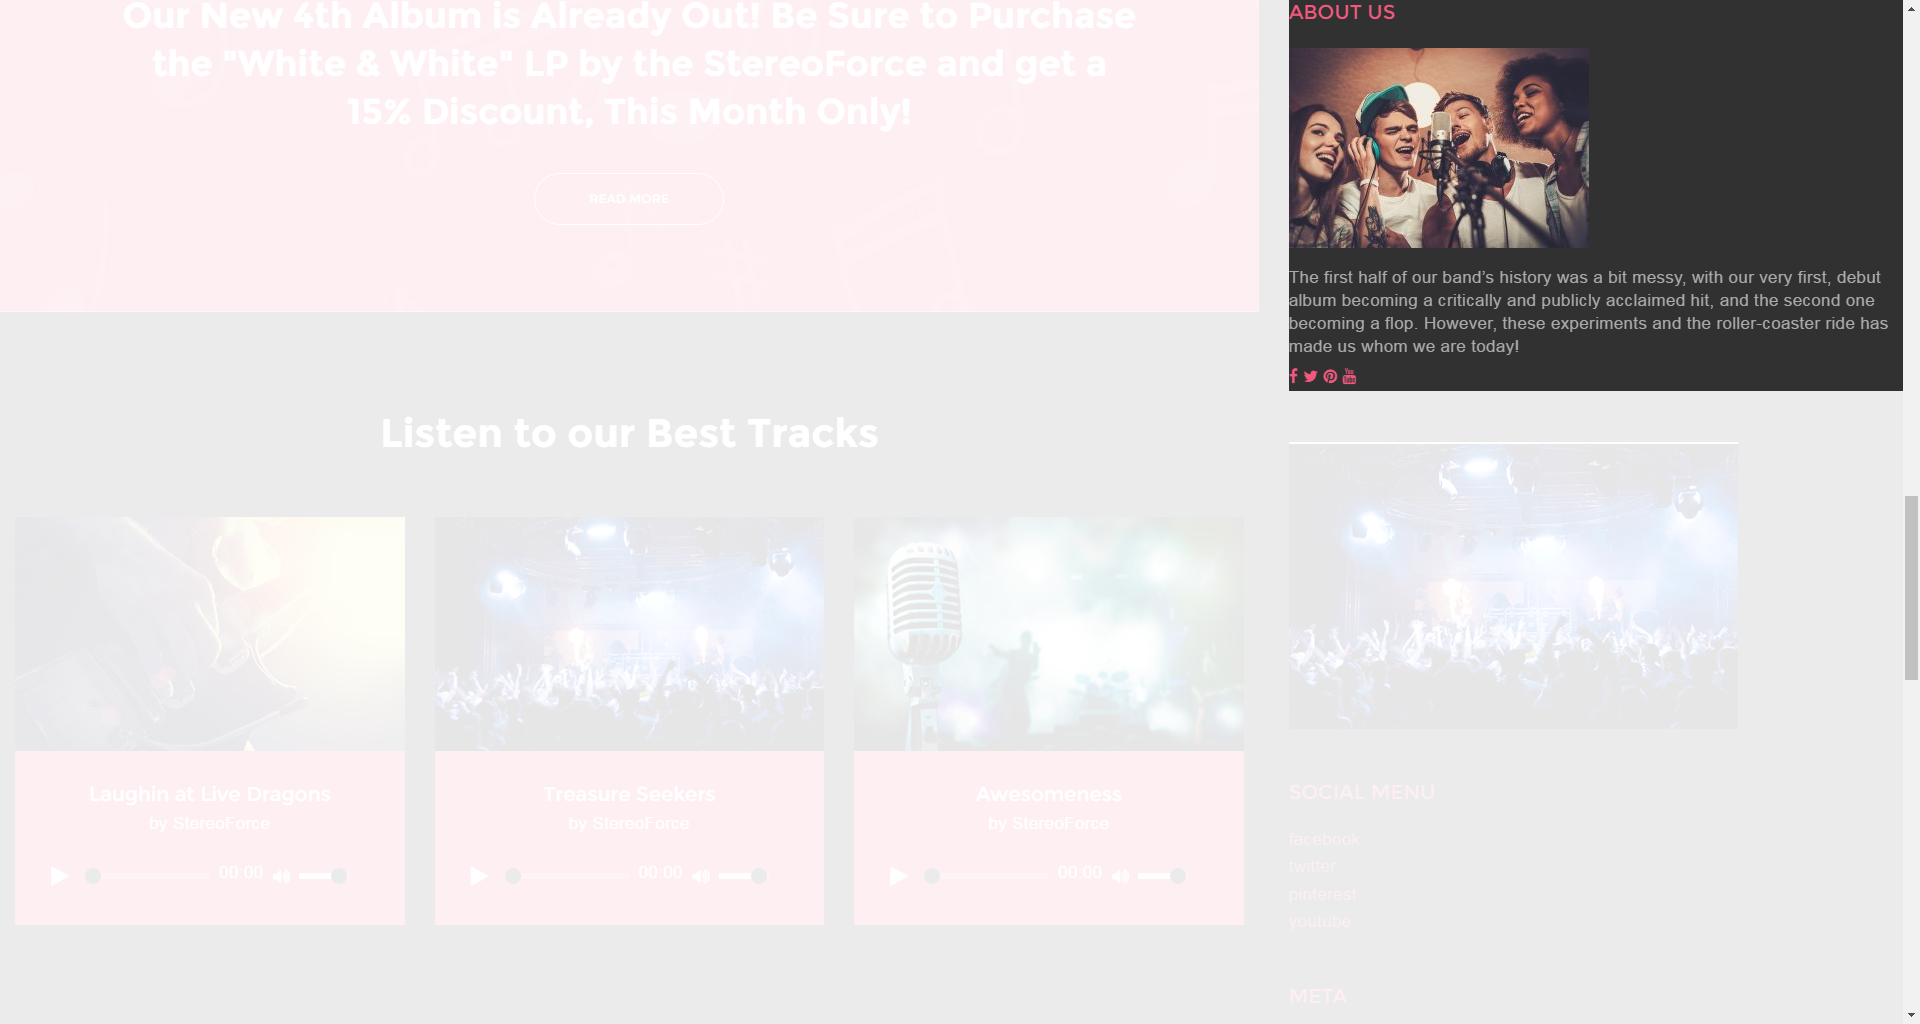 Our New 4th Album is Already Out! Be Sure to Purchase
the "White & White" LP by the StereoForce and get a
15% Discount, This Month Only!
READ MORE
Listen to our Best Tracks
Laughin at Live Dragons
by StereoForce
00:00
Treasure Seekers
by StereoForce
00:00
Awesomeness
by StereoForce
00:00
ABOUT US
The first half of our band’s history was a bit messy, with our very first, debut
album becoming a critically and publicly acclaimed hit, and the second one
becoming a flop. However, these experiments and the roller-coaster ride has
made us whom we are today!
SOCIAL MENU
facebook
twitter
pinterest
youtube
META